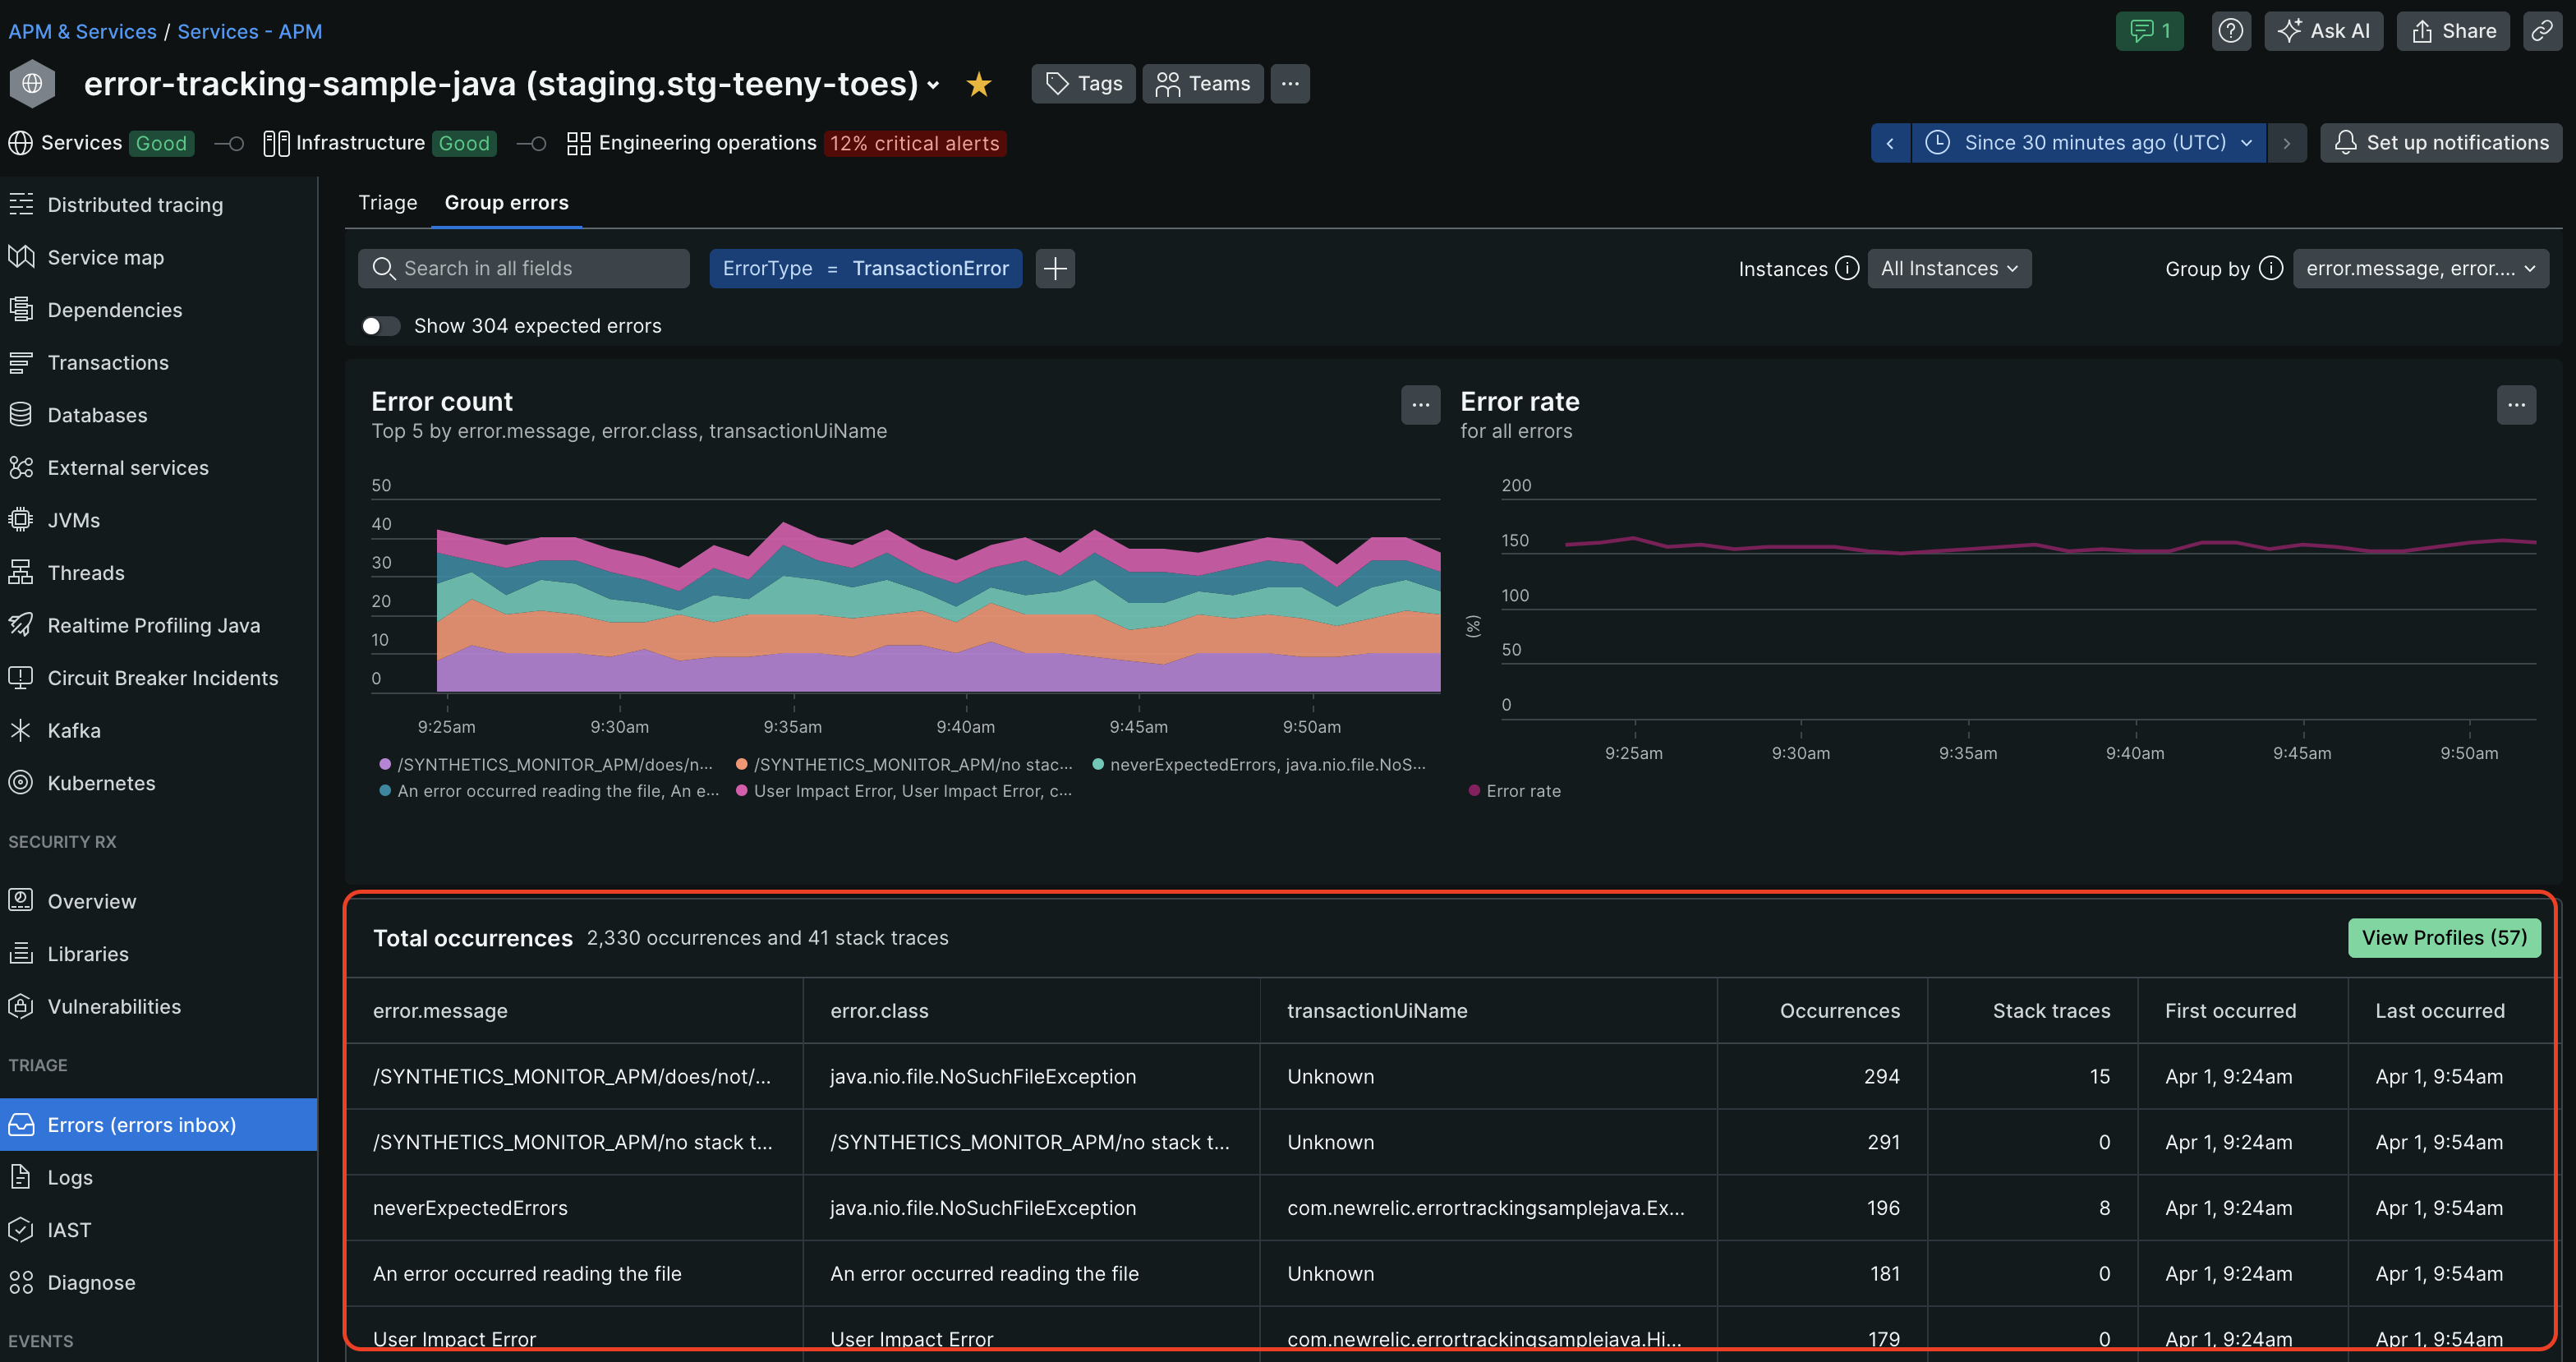 APM & Services / Services - APM
1
Ask AI
Share
error-tracking-sample-java (staging.stg-teeny-toes)
Tags
Teams
...
Services Good
Infrastructure Good
Engineering operations 12% critical alerts
Since 30 minutes ago (UTC)
Set up notifications
Distributed tracing
Service map
Dependencies
Transactions
Databases
External services
JVMs
Threads
Realtime Profiling Java
Circuit Breaker Incidents
Kafka
Kubernetes
SECURITY RX
Overview
Libraries
Vulnerabilities
TRIAGE
Errors (errors inbox)
Logs
IAST
Diagnose
EVENTS
Triage
Group errors
Search in all fields
ErrorType = TransactionError
Instances
All Instances
Group by
error.message, error....
Show 304 expected errors
Error count
...
Top 5 by error.message, error.class, transactionUiName
50
40
30
20
10
0
9:25am 9:30am 9:35am 9:40am 9:45am 9:50am
/SYNTHETICS_MONITOR_APM/does/n...
/SYNTHETICS_MONITOR_APM/no stac...
neverExpectedErrors, java.nio.file.NoS...
An error occurred reading the file, An e...
User Impact Error, User Impact Error, c...
Error rate
...
for all errors
200
150
100
50
0
(%)
9:25am 9:30am 9:35am 9:40am 9:45am 9:50am
Error rate
Total occurrences 2,330 occurrences and 41 stack traces
View Profiles (57)
error.message error.class transactionUiName Occurrences Stack traces First occurred Last occurred
/SYNTHETICS_MONITOR_APM/does/not/... java.nio.file.NoSuchFileException Unknown 294 15 Apr 1, 9:24am Apr 1, 9:54am
/SYNTHETICS_MONITOR_APM/no stack t... /SYNTHETICS_MONITOR_APM/no stack t... Unknown 291 0 Apr 1, 9:24am Apr 1, 9:54am
neverExpectedErrors java.nio.file.NoSuchFileException com.newrelic.errortrackingsamplejava.Ex... 196 8 Apr 1, 9:24am Apr 1, 9:54am
An error occurred reading the file An error occurred reading the file Unknown 181 0 Apr 1, 9:24am Apr 1, 9:54am
User Impact Error User Impact Error com.newrelic.errortrackingsamplejava.Hi... 179 0 Apr 1, 9:24am Apr 1, 9:54am